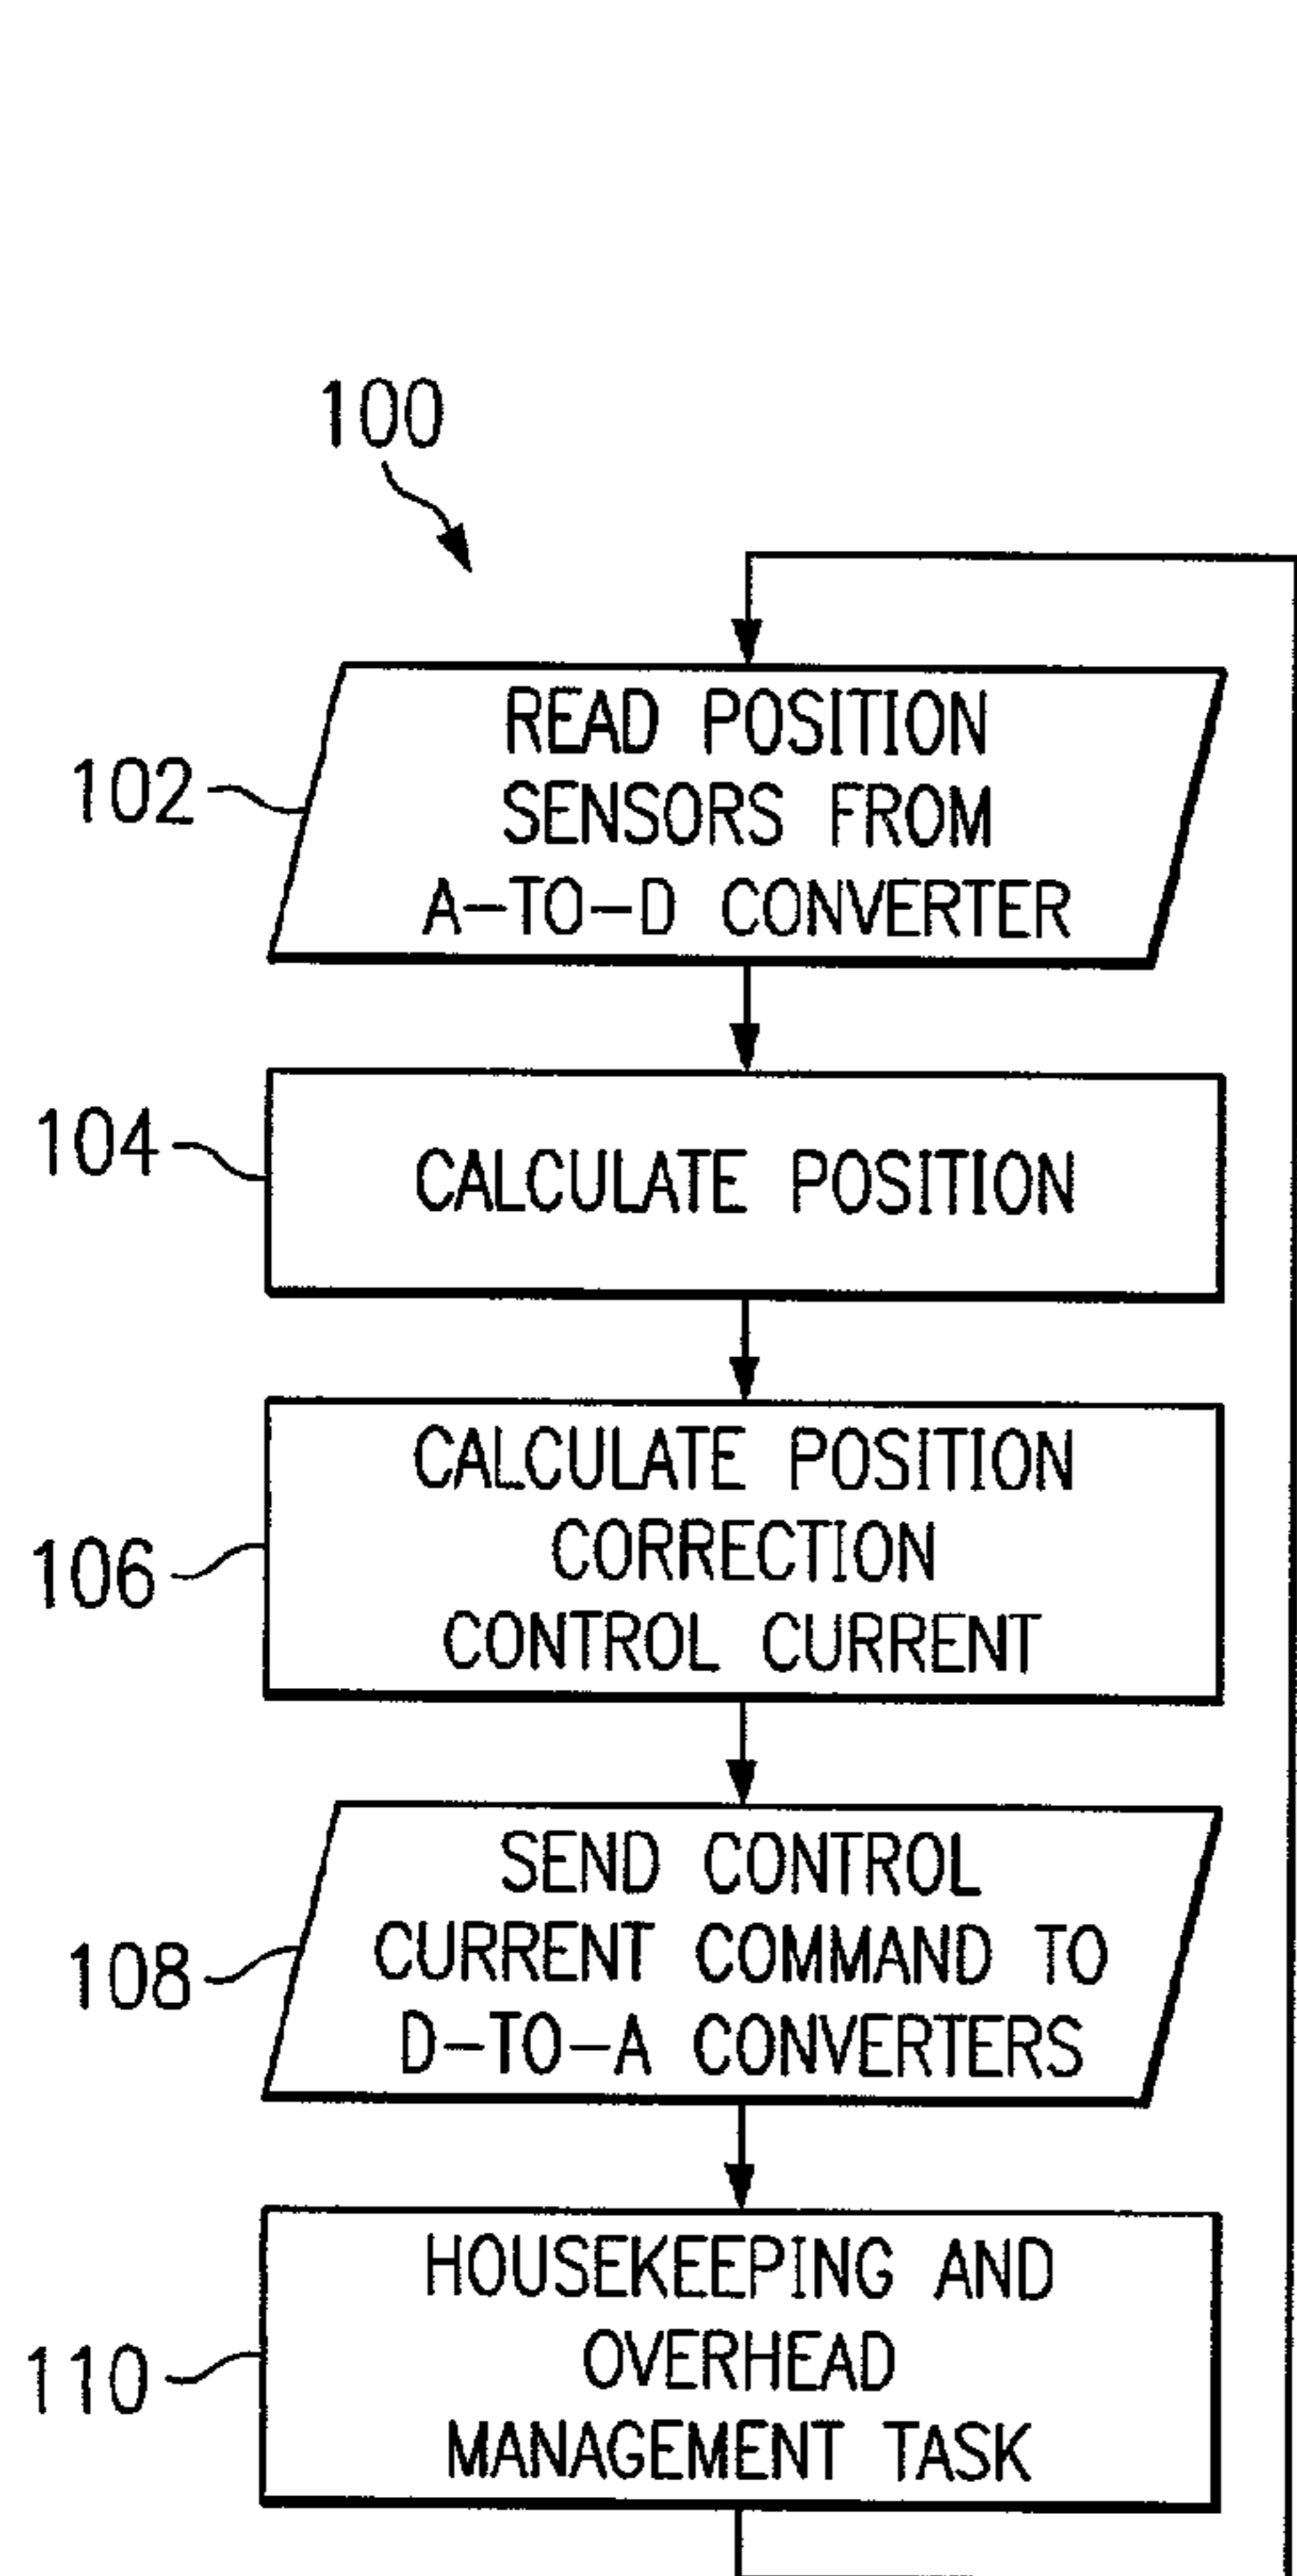 100
102
READ POSITION
SENSORS FROM
A-TO-D CONVERTER
104
CALCULATE POSITION
106
CALCULATE POSITION
CORRECTION
CONTROL CURRENT
108
SEND CONTROL
CURRENT COMMAND TO
D-TO-A CONVERTERS
110
HOUSEKEEPING AND
OVERHEAD
MANAGEMENT TASK